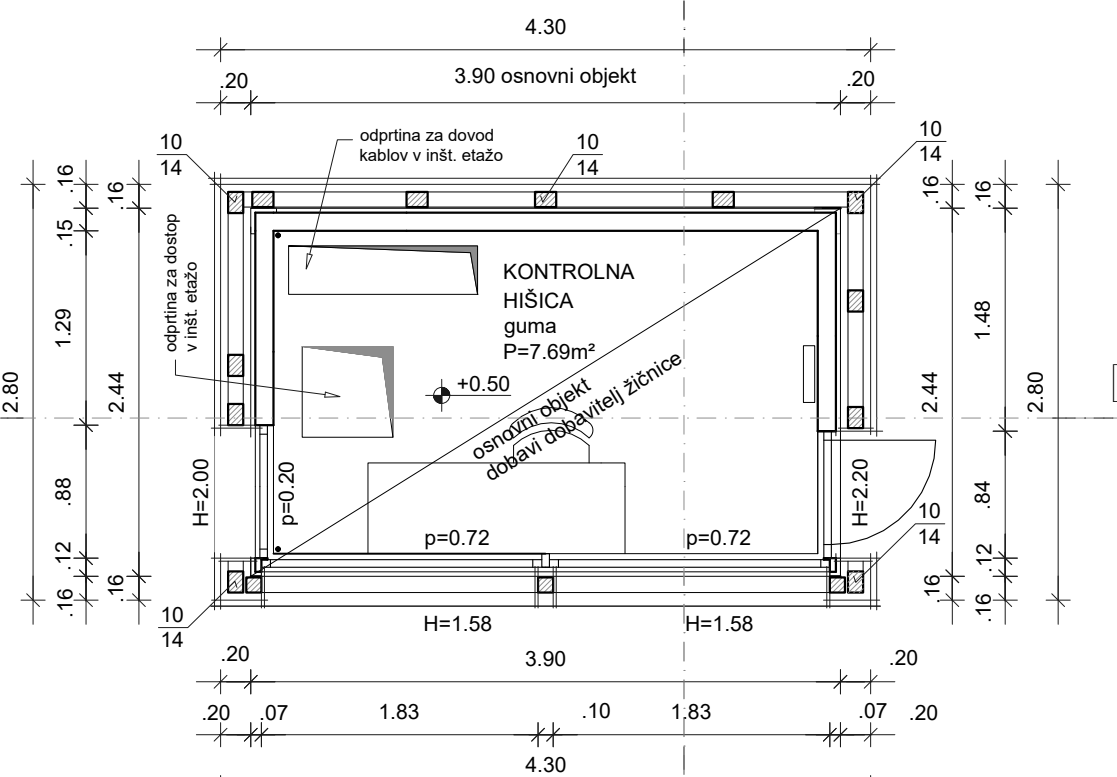 4.30
.20
3.90 osnovni objekt
.20
10
14
odprtina za dovod
kablov v inšt. etažo
10
14
10
14
.16
.16
.15
1.29
2.44
2.80
.88
.12
.16
.16
odprtina za dostop
v inšt. etažo
KONTROLNA
HIŠICA
guma
P=7.69m²
+0.50
osnovni objekt
dobavi dobavitelj žičnice
.16
.16
1.48
2.44
2.80
.84
.12
.16
.16
H=2.00
p=0.20
p=0.72
p=0.72
H=2.20
10
14
10
14
H=1.58
H=1.58
.20
3.90
.20
.20
.07
1.83
.10
1.83
.07
.20
4.30